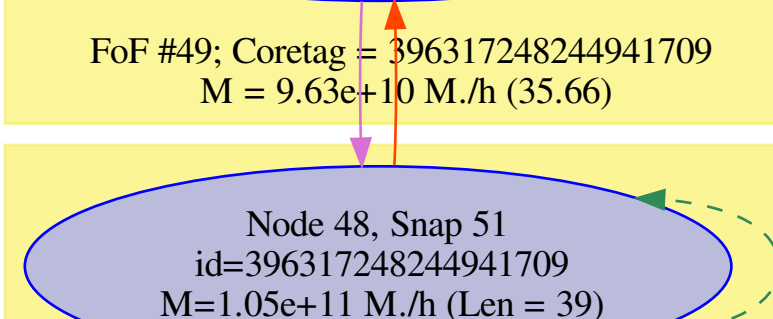 FoF #49; Coretag = 396317248244941709
M = 9.63e+10 M./h (35.66)
Node 48, Snap 51
id=396317248244941709
M=1.05e+11 M./h (Len = 39)